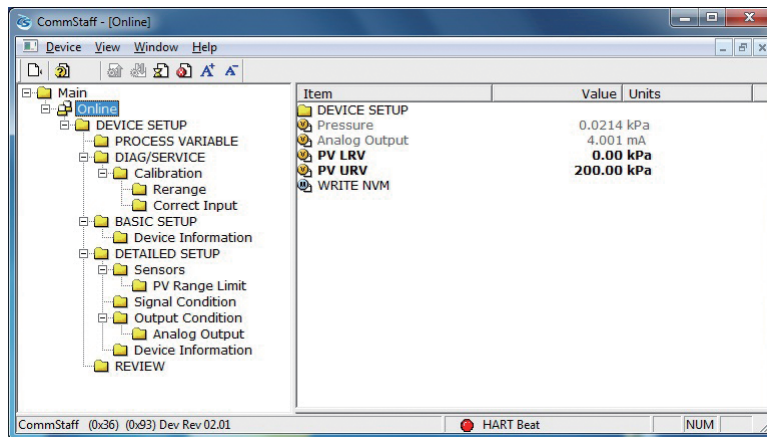 CommStaff - [Online]
Device View Window Help
Main
Online
DEVICE SETUP
PROCESS VARIABLE
DIAG/SERVICE
Calibration
Rerange
Correct Input
BASIC SETUP
Device Information
DETAILED SETUP
Sensors
PV Range Limit
Signal Condition
Output Condition
Analog Output
Device Information
REVIEW
Item Value Units
DEVICE SETUP
Pressure 0.0214 kPa
Analog Output 4.001 mA
PV LRV 0.00 kPa
PV URV 200.00 kPa
WRITE NVM
CommStaff (0x36) (0x93) Dev Rev 02.01 HART Beat NUM